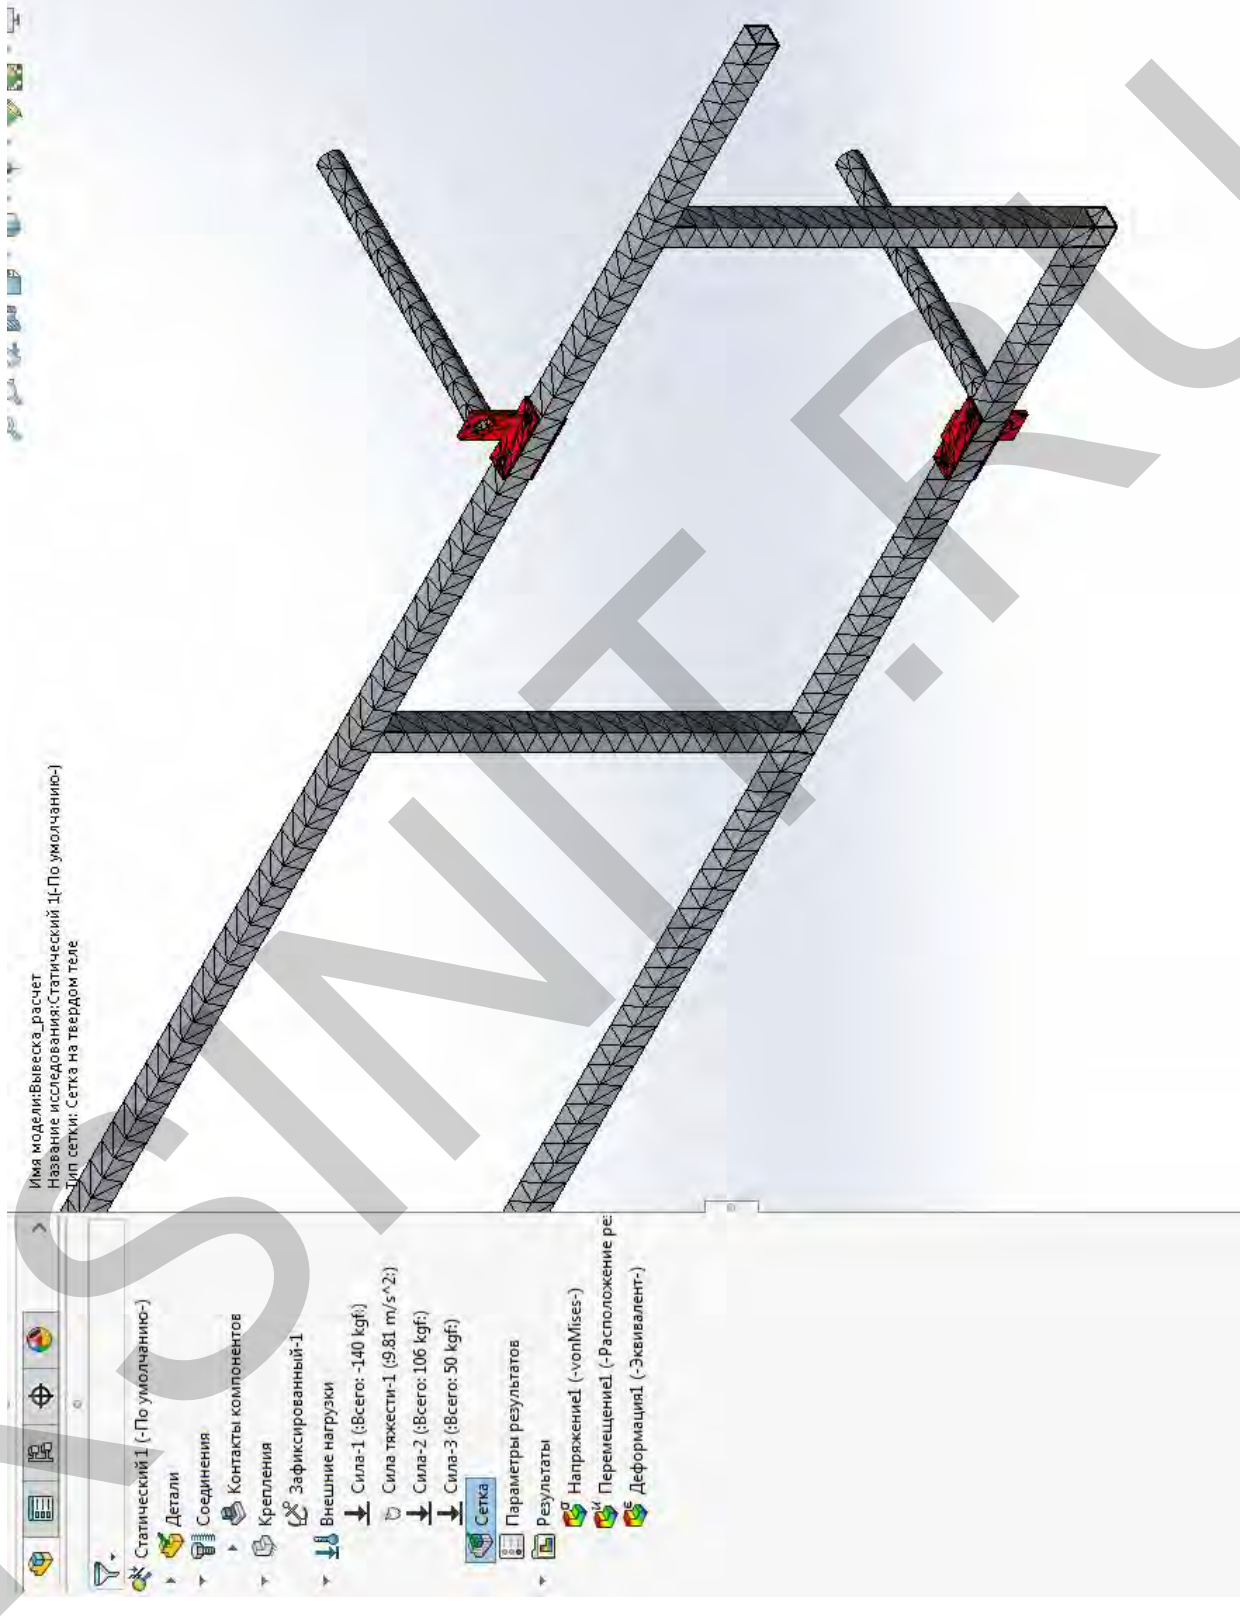 Имя модели:Вывеска_расчет
Название исследования:Статический 1(-По умолчанию-)
Тип сетки: Сетка на твердом теле
Статический 1 (-По умолчанию-)
Детали
Соединения
Контакты компонентов
Крепления
Зафиксированный-1
Внешние нагрузки
Сила-1 (:Всего: -140 kgf:)
Сила тяжести-1 (:9.81 m/s^2:)
Сила-2 (:Всего: 106 kgf:)
Сила-3 (:Всего: 50 kgf:)
Сетка
Параметры результатов
Результаты
Напряжение1 (-vonMises-)
Перемещение1 (-Расположение рез
Деформация1 (-Эквивалент-)
SINT.RU